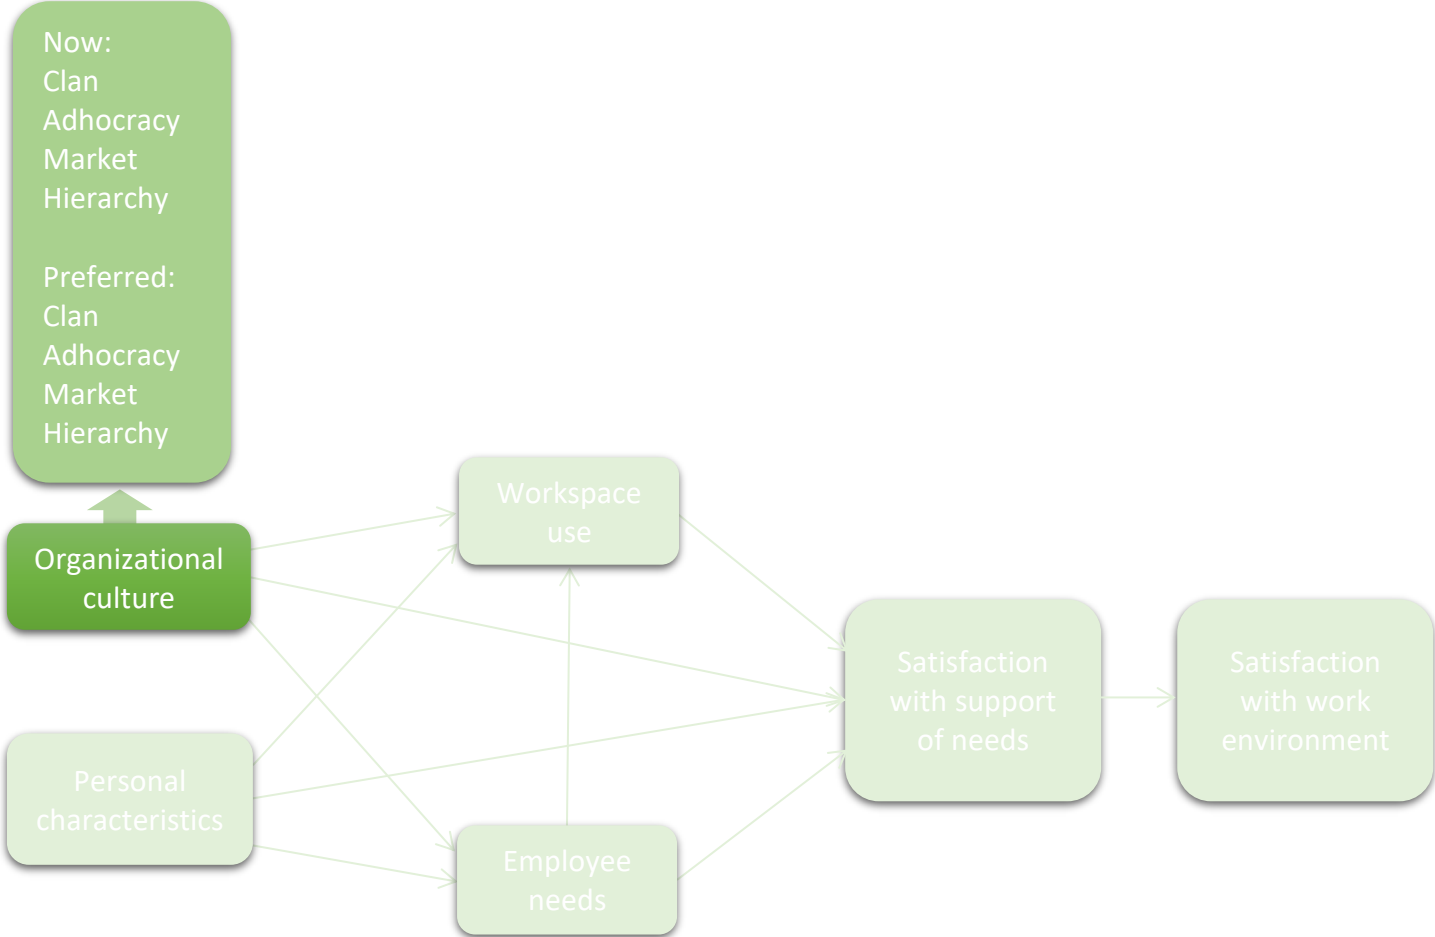 Now:
Clan
Adhocracy
Market
Hierarchy
Preferred:
Clan
Adhocracy
Market
Hierarchy
Organizational
culture
Personal
characteristics
Workspace
use
Employee
needs
Satisfaction
with support
of needs
Satisfaction
with work
environment